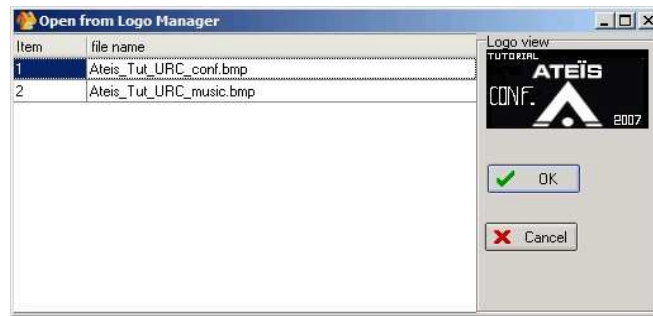 Open from Logo Manager
Item file name
1 Ateis_Tut_URC_conf.bmp
2 Ateis_Tut_URC_music.bmp
Logo view
TUTORIAL
ATEÏS
CONF.
2007
OK
Cancel